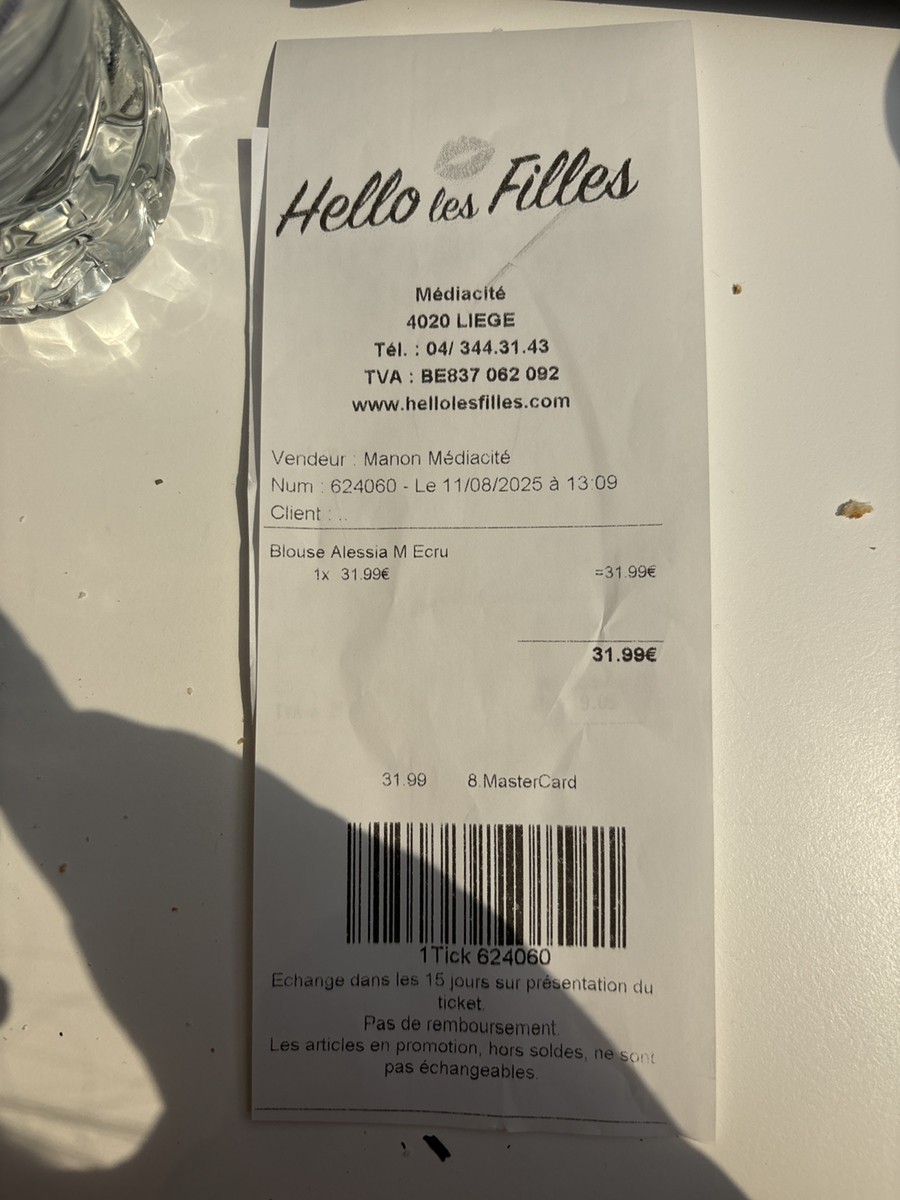 Hello les Filles
Médiacité
4020 LIEGE
Tél. : 04/ 344.31.43
TVA : BE837 062 092
www.hellolesfilles.com
Vendeur : Manon Médiacité
Num : 624060 - Le 11/08/2025 à 13:09
Client : ..
Blouse Alessia M Ecru
1x 31.99€ =31.99€
31.99€
31.99 8.MasterCard
1Tick 624060
Echange dans les 15 jours sur présentation du
ticket.
Pas de remboursement.
Les articles en promotion, hors soldes, ne sont
pas échangeables.